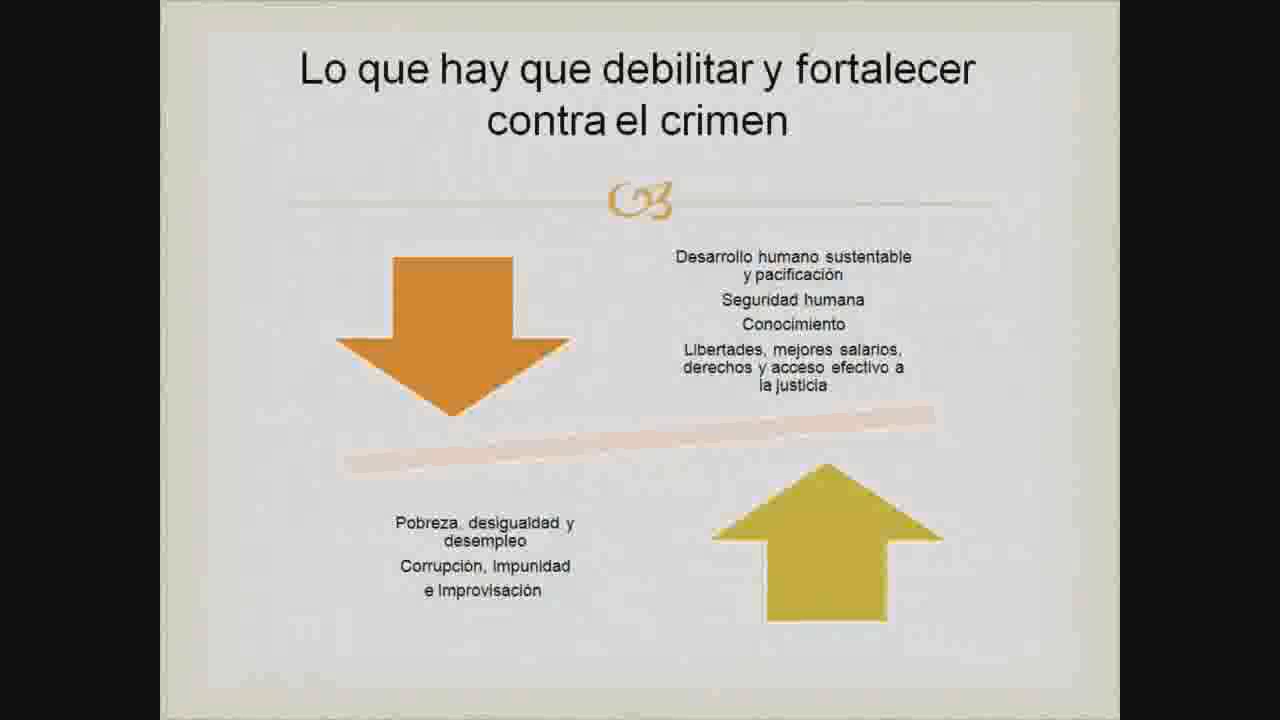 Lo que hay que debilitar y fortalecer
contra el crimen
Desarrollo humano sustentable
y pacificación
Seguridad humana
Conocimiento
Libertades, mejores salarios,
derechos y acceso efectivo a
la justicia
Pobreza, desigualdad y
desempleo
Corrupción, impunidad
e improvisación